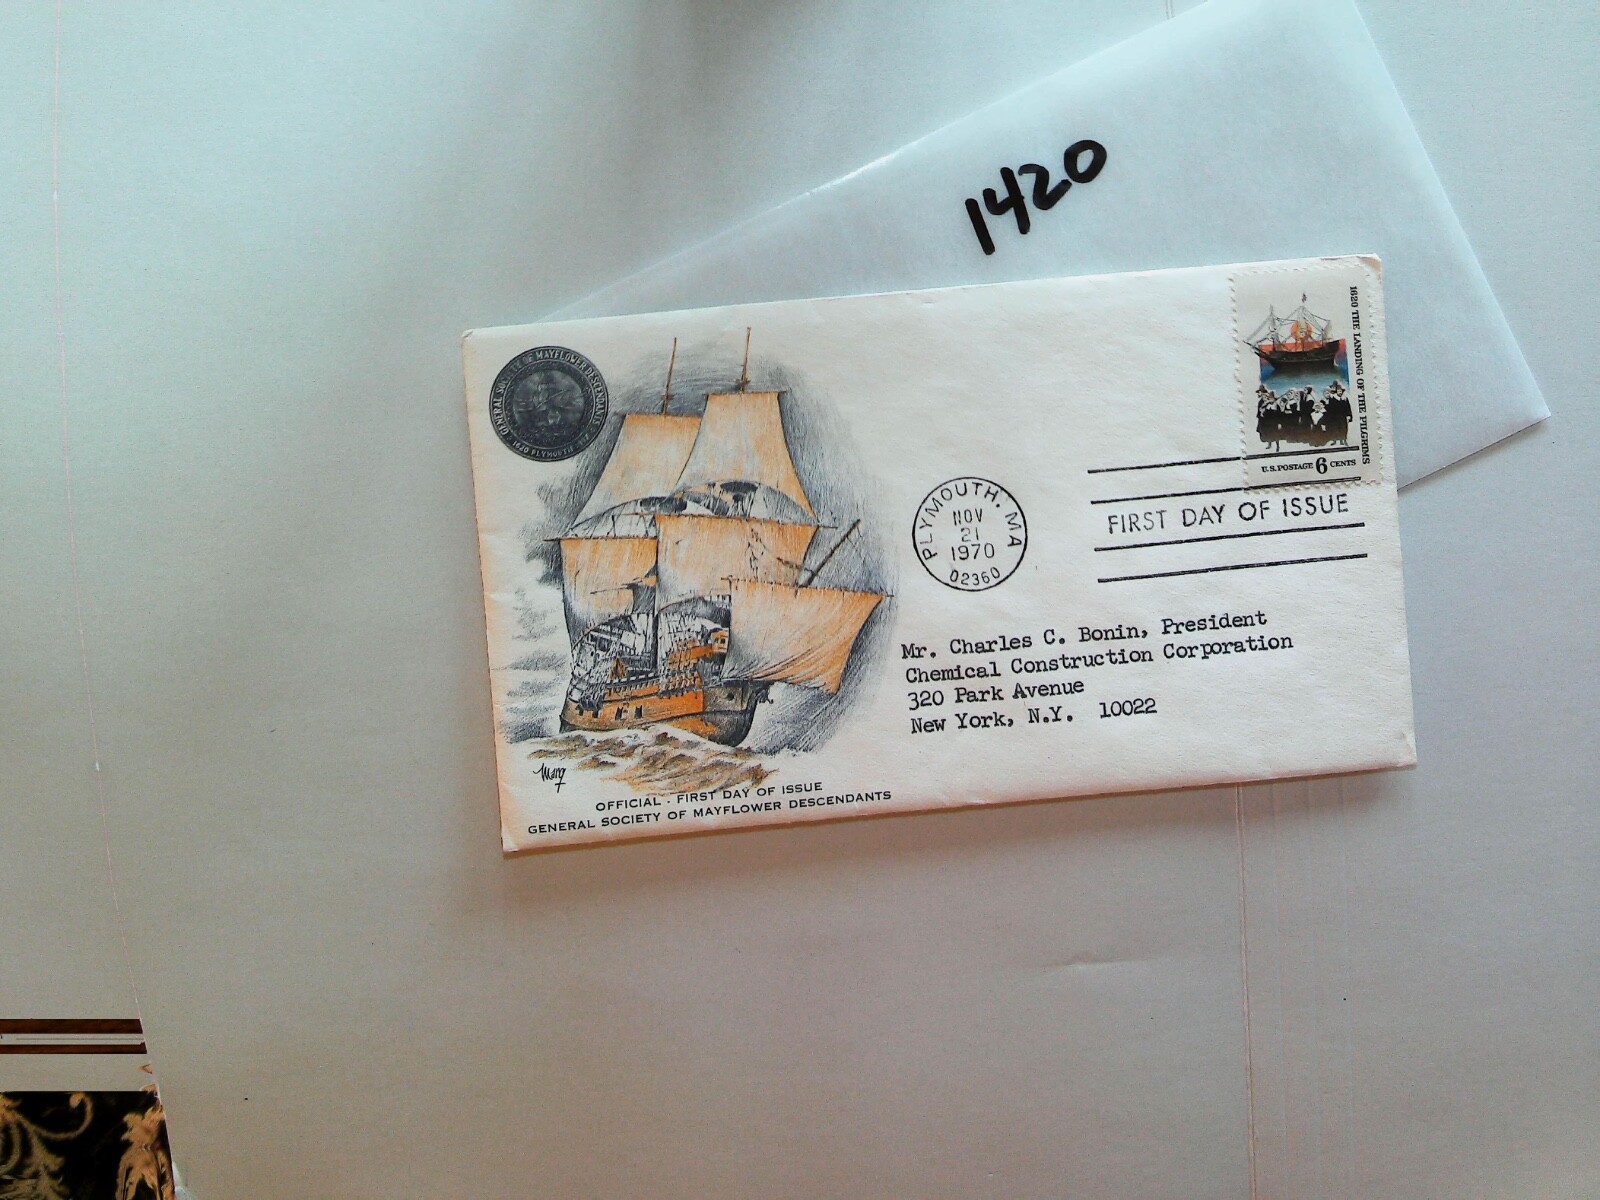 1420
GENERAL SOCIETY OF MAYFLOWER DESCENDANTS
1620 PLYMOUTH
1620 THE LANDING OF THE PILGRIMS
U.S. POSTAGE 6 CENTS
PLYMOUTH, MA
NOV
21
1970
02360
FIRST DAY OF ISSUE
Mr. Charles C. Bonin, President
Chemical Construction Corporation
320 Park Avenue
New York, N.Y. 10022
OFFICIAL · FIRST DAY OF ISSUE
GENERAL SOCIETY OF MAYFLOWER DESCENDANTS